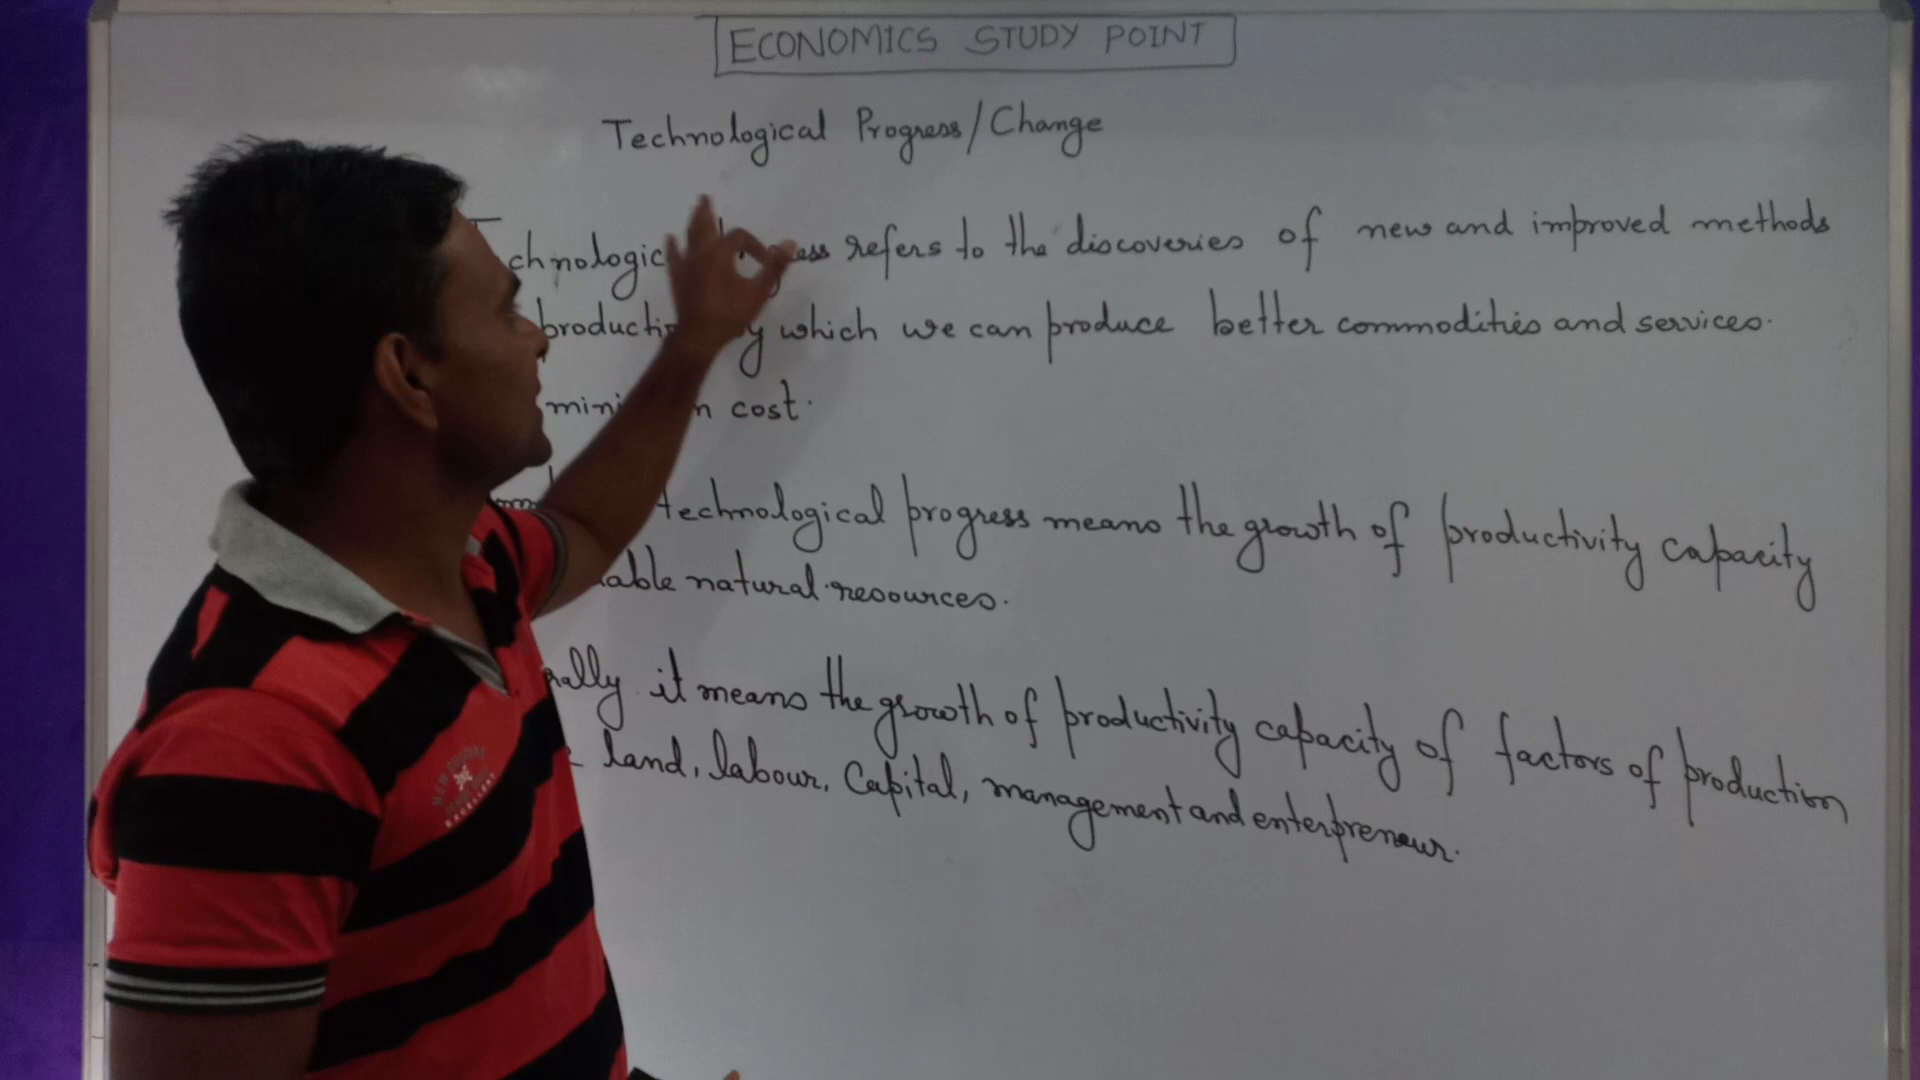 ECONOMICS STUDY POINT
Technological Progress/Change
refers to the discoveries of new and improved methods
which we can produce better commodities and services.
cost.
technological progress means the growth of productivity capacity
natural resources.
it means the growth of productivity capacity of factors of production
land, labour, Capital, management and enterpreneur.